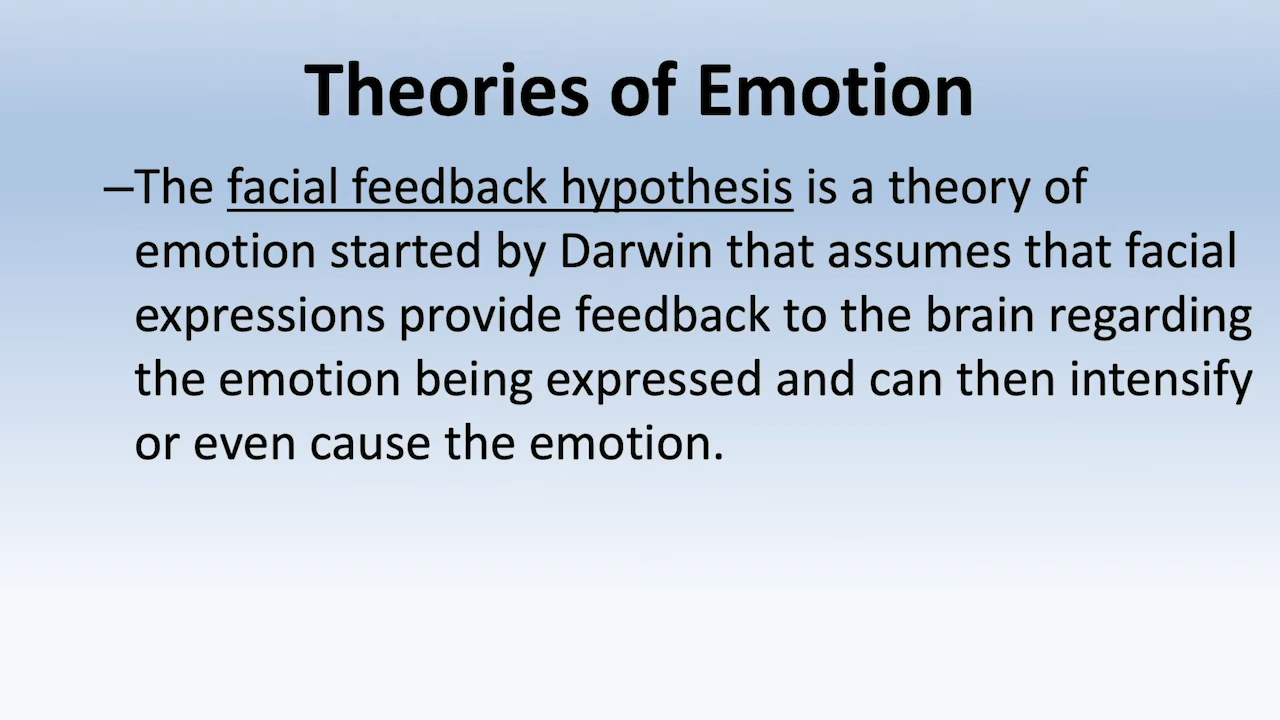 Theories of Emotion
–The facial feedback hypothesis is a theory of
emotion started by Darwin that assumes that facial
expressions provide feedback to the brain regarding
the emotion being expressed and can then intensify
or even cause the emotion.